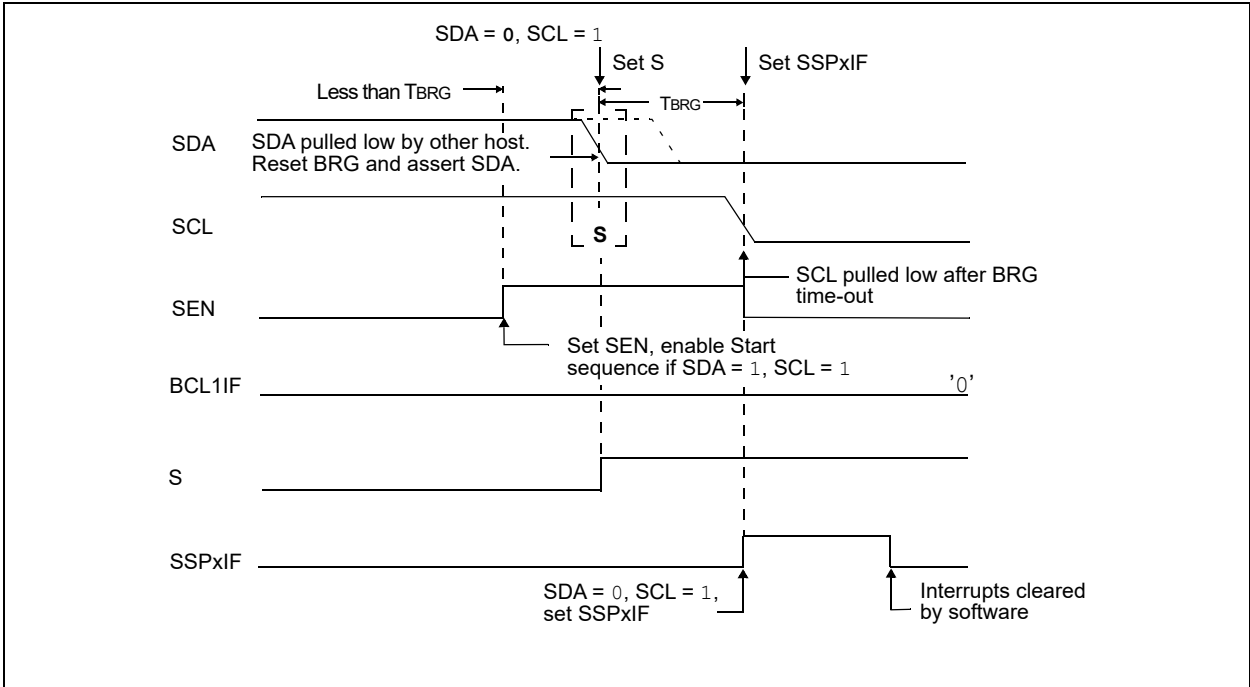 SDA = 0, SCL = 1
Set S
Set SSPxIF
Less than TBRG
TBRG
SDA
SDA pulled low by other host.
Reset BRG and assert SDA.
SCL
S
SCL pulled low after BRG
time-out
SEN
Set SEN, enable Start
sequence if SDA = 1, SCL = 1
BCL1IF
'0'
S
SSPxIF
SDA = 0, SCL = 1,
set SSPxIF
Interrupts cleared
by software